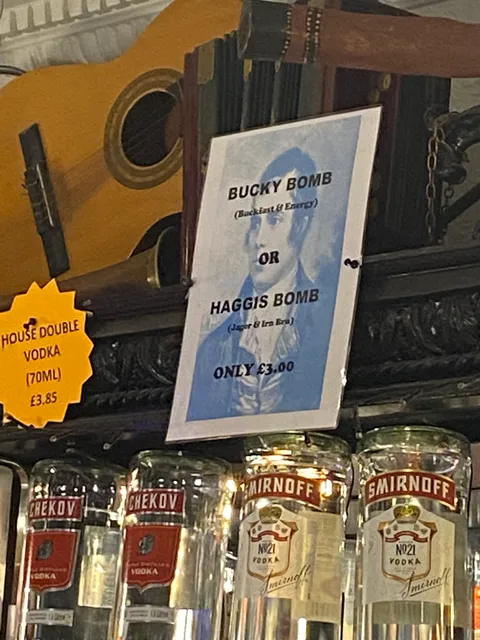 BUCKY BOMB
(Buckfast & Energy)
OR
HAGGIS BOMB
(Jager & Irn Bru)
ONLY £3.00
HOUSE DOUBLE
VODKA
(70ML)
£3.85
CHEKOV
VODKA
CHEKOV
VODKA
SMIRNOFF
No21
VODKA
Smirnoff
SMIRNOFF
No21
VODKA
Smirnoff